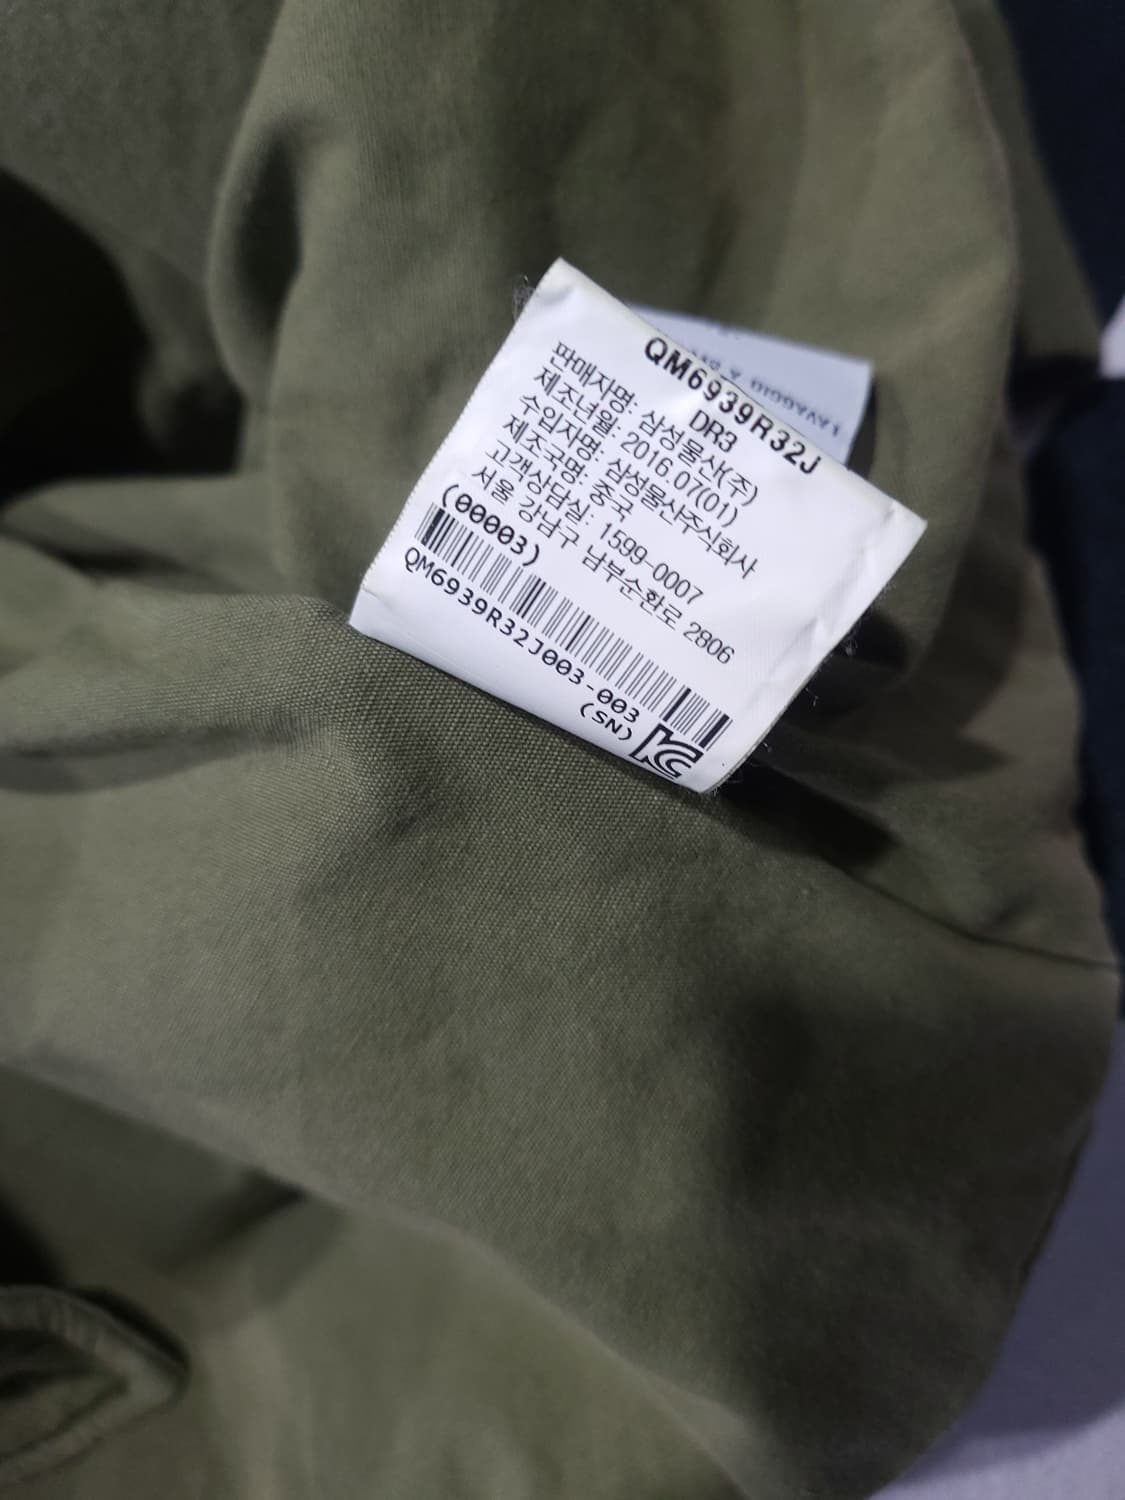 QM6939R32J
DR3
판매자명: 삼성물산(주)
제조년월: 2016.07(01)
수입자명: 삼성물산주식회사
제조국명: 중국
고객상담실: 1599-0007
서울 강남구 남부순환로 2806
(00003)
QM6939R32J003-003
(SN)